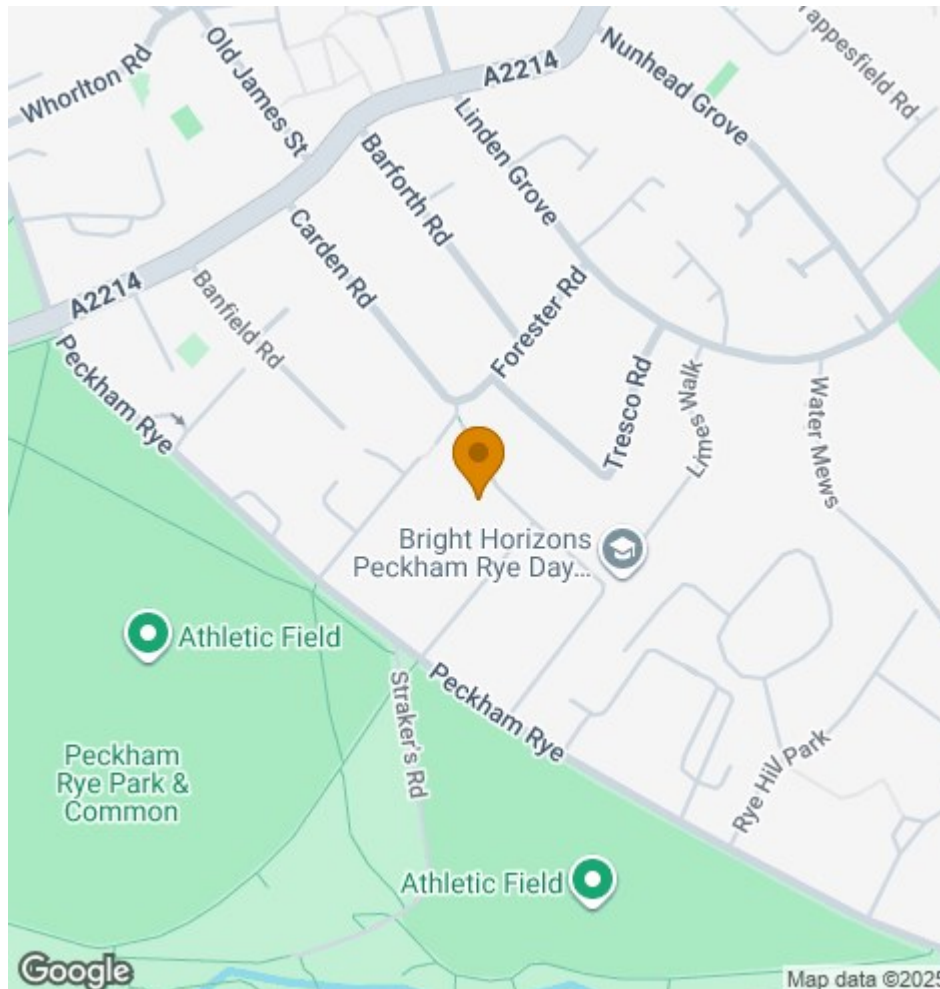 Whorlton Rd
Old James St
A2214
Nunhead Grove
Tappesfield Rd
Linden Grove
Barforth Rd
Carden Rd
A2214
Banfield Rd
Forester Rd
Peckham Rye
Tresco Rd
Limes Walk
Water Mews
Bright Horizons
Peckham Rye Day...
Athletic Field
Straker's Rd
Peckham Rye
Peckham
Rye Park &
Common
Rye Hill Park
Athletic Field
Google
Map data ©2025